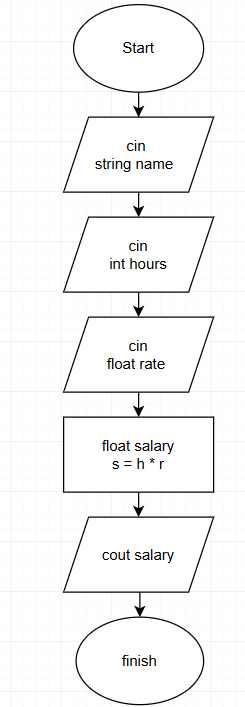 Start
cin
string name
cin
int hours
cin
float rate
float salary
s = h * r
cout salary
finish